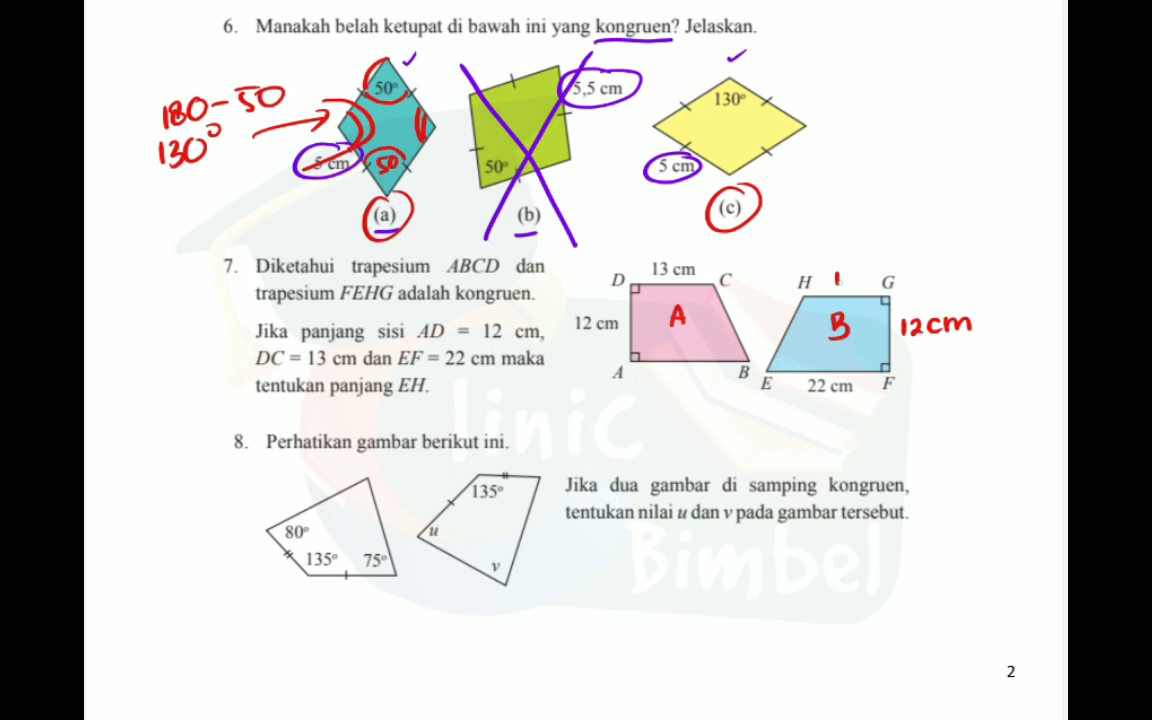 6. Manakah belah ketupat di bawah ini yang kongruen? Jelaskan.
180-50
130°
50°
50
5 cm
(a)
5,5 cm
50°
(b)
130°
5 cm
(c)
7. Diketahui trapesium ABCD dan
trapesium FEHG adalah kongruen.
Jika panjang sisi AD = 12 cm,
DC = 13 cm dan EF = 22 cm maka
tentukan panjang EH.
D 13 cm C
12 cm A
A B
H G
B 12cm
E 22 cm F
8. Perhatikan gambar berikut ini.
80°
135° 75°
135°
u
v
Jika dua gambar di samping kongruen,
tentukan nilai u dan v pada gambar tersebut.
Clinic
Bimbel
2